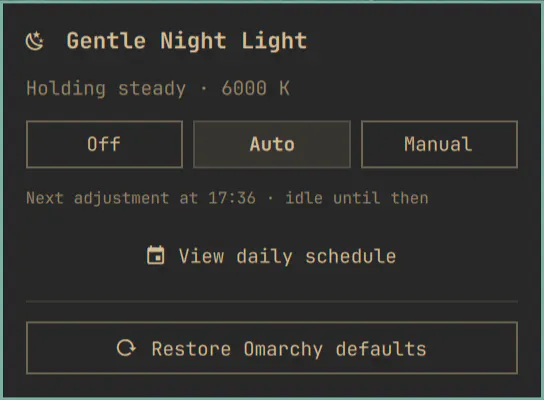 Gentle Night Light
Holding steady · 6000 K
Off Auto Manual
Next adjustment at 17:36 · idle until then
View daily schedule
Restore Omarchy defaults